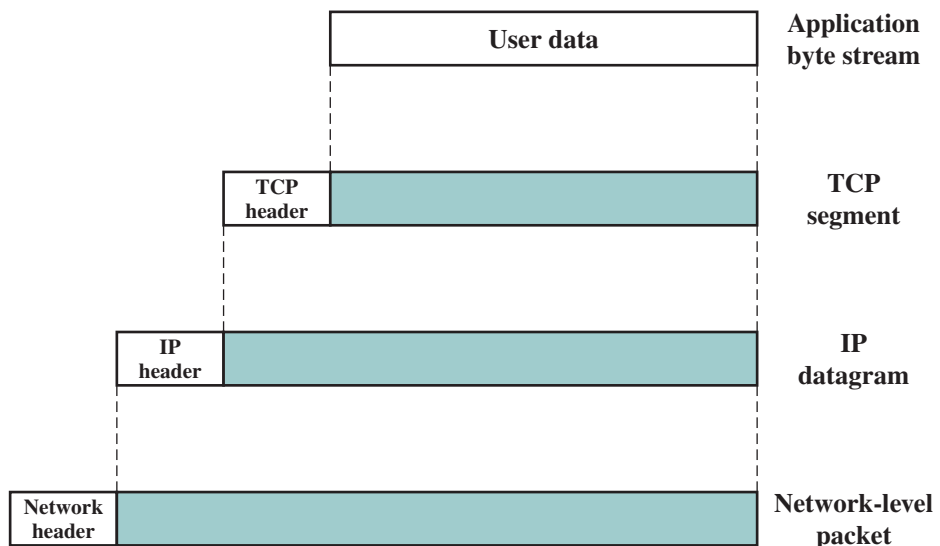 User data
Application
byte stream
TCP
header
TCP
segment
IP
header
IP
datagram
Network
header
Network-level
packet